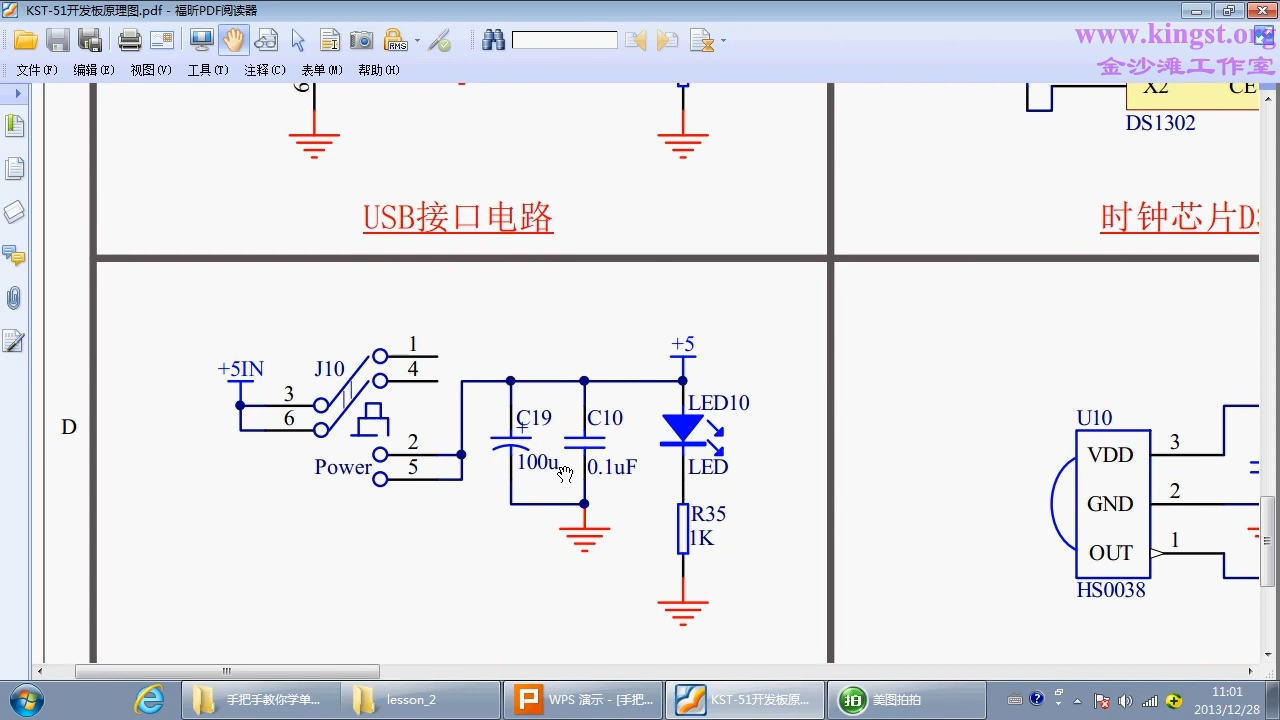 KST-51开发板原理图.pdf - 福昕PDF阅读器
www.kingst.org
金沙滩工作室
文件(F) 编辑(E) 视图(V) 工具(T) 注释(C) 表单(M) 帮助(H)
RMS
6
X2 CE
DS1302
USB接口电路
时钟芯片DS
D
+5IN
J10
1
4
3
6
2
5
Power
C19
+
100u
C10
0.1uF
+5
LED10
LED
R35
1K
U10
VDD 3
GND 2
OUT 1
HS0038
手把手教你学单...
lesson_2
WPS 演示 - [手把...
KST-51开发板原...
拍 美图拍拍
11:01
2013/12/28